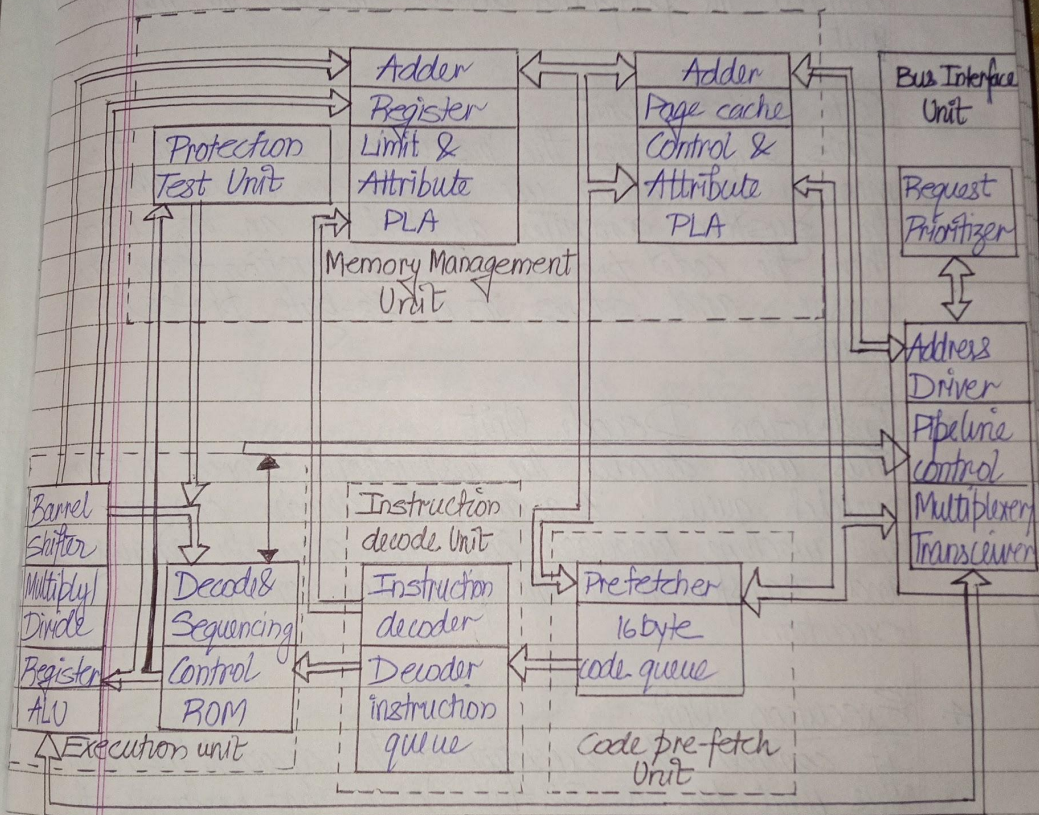 Adder
Register
Limit &
Attribute
PLA
Adder
Page cache
Control &
Attribute
PLA
Bus Interface
Unit
Protection
Test Unit
Request
Prioritizer
Memory Management
Unit
Address
Driver
Pipeline
control
Multiplexer/
Transceiver
Barrel
shifter
Multiply/
Divide
Register
ALU
Execution unit
Decode &
Sequencing
Control
ROM
Instruction
decode Unit
Instruction
decoder
Decoder
instruction
queue
Prefetcher
16 byte
code queue
Code pre-fetch
Unit